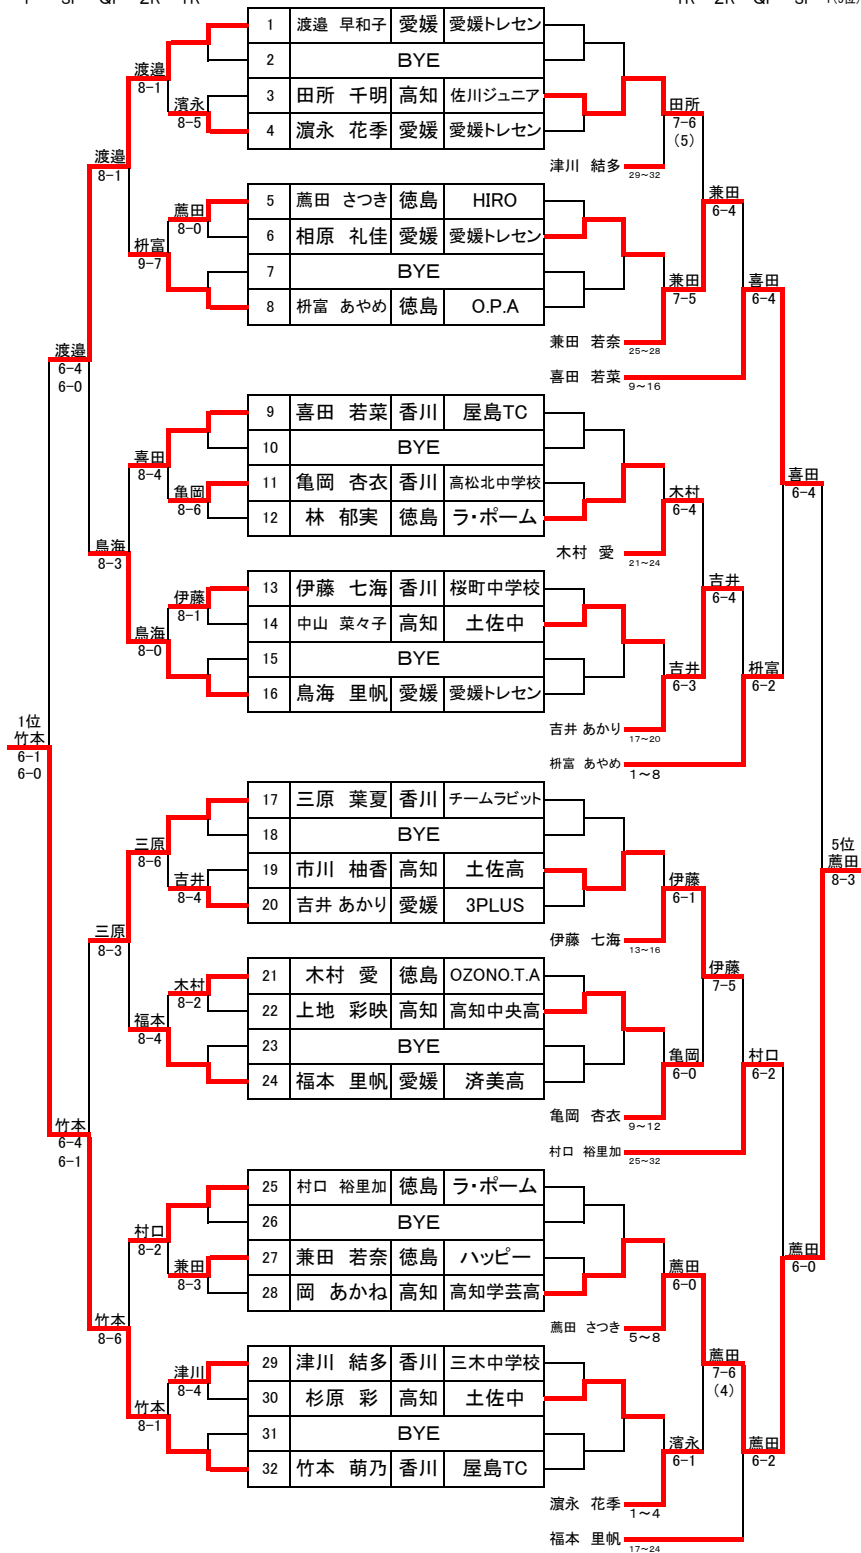 1 渡邉 早和子 愛媛 愛媛トレセン
2 BYE
3 田所 千明 高知 佐川ジュニア
4 濵永 花季 愛媛 愛媛トレセン
5 薦田 さつき 徳島 HIRO
6 相原 礼佳 愛媛 愛媛トレセン
7 BYE
8 枡富 あやめ 徳島 O.P.A
9 喜田 若菜 香川 屋島TC
10 BYE
11 亀岡 杏衣 香川 高松北中学校
12 林 郁実 徳島 ラ・ポーム
13 伊藤 七海 香川 桜町中学校
14 中山 菜々子 高知 土佐中
15 BYE
16 鳥海 里帆 愛媛 愛媛トレセン
17 三原 葉夏 香川 チームラビット
18 BYE
19 市川 柚香 高知 土佐高
20 吉井 あかり 愛媛 3PLUS
21 木村 愛 徳島 OZONO.T.A
22 上地 彩映 高知 高知中央高
23 BYE
24 福本 里帆 愛媛 済美高
25 村口 裕里加 徳島 ラ・ポーム
26 BYE
27 兼田 若奈 徳島 ハッピー
28 岡 あかね 高知 高知学芸高
29 津川 結多 香川 三木中学校
30 杉原 彩 高知 土佐中
31 BYE
32 竹本 萌乃 香川 屋島TC
渡邉
8-1
濱永
8-5
渡邉
8-1
薦田
8-0
枡富
9-7
渡邉
6-4
6-0
喜田
8-4
亀岡
8-6
鳥海
8-3
伊藤
8-1
鳥海
8-0
1位
竹本
6-1
6-0
三原
8-6
吉井
8-4
三原
8-3
木村
8-2
福本
8-4
竹本
6-4
6-1
村口
8-2
兼田
8-3
竹本
8-6
津川
8-4
竹本
8-1
田所
7-6
(5)
津川 結多 29~32
兼田
6-4
兼田
7-5
兼田 若奈 25~28
喜田
6-4
喜田 若菜 9~16
喜田
6-4
木村
6-4
木村 愛 21~24
吉井
6-4
吉井
6-3
吉井 あかり 17~20
枡富
6-2
枡富 あやめ 1~8
5位
薦田
8-3
伊藤
6-1
伊藤 七海 13~16
伊藤
7-5
亀岡
6-0
亀岡 杏衣 9~12
村口
6-2
村口 裕里加 25~32
薦田
6-0
薦田
6-0
薦田 さつき 5~8
薦田
7-6
(4)
薦田
6-2
濱永
6-1
濵永 花季 1~4
福本 里帆 17~24